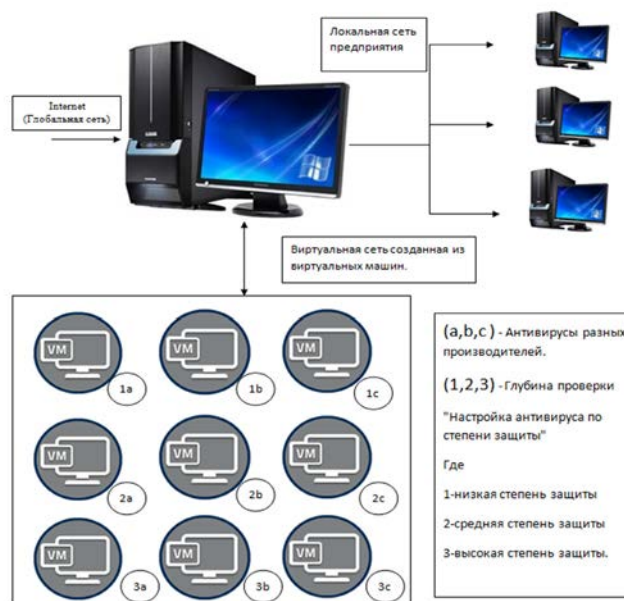 Локальная сеть
предприятия
Internet
(Глобальная сеть)
Виртуальная сеть созданная из
виртуальных машин.
VM
1a
VM
1b
VM
1c
VM
2a
VM
2b
VM
2c
VM
3a
VM
3b
VM
3c
(a,b,c) - Антивирусы разных
производителей.
(1,2,3) - Глубина проверки
"Настройка антивируса по
степени защиты"
Где
1-низкая степень защиты
2-средняя степень защиты
3-высокая степень защиты.